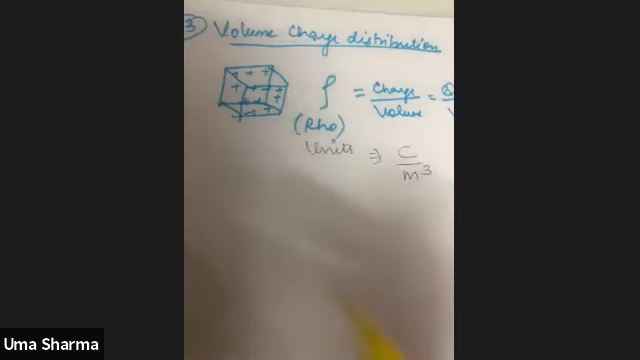 ③ Volume Charge distribution
ρ = Charge/Volume = Q/V
(Rho)
Units ⇒ C/m³
Uma Sharma